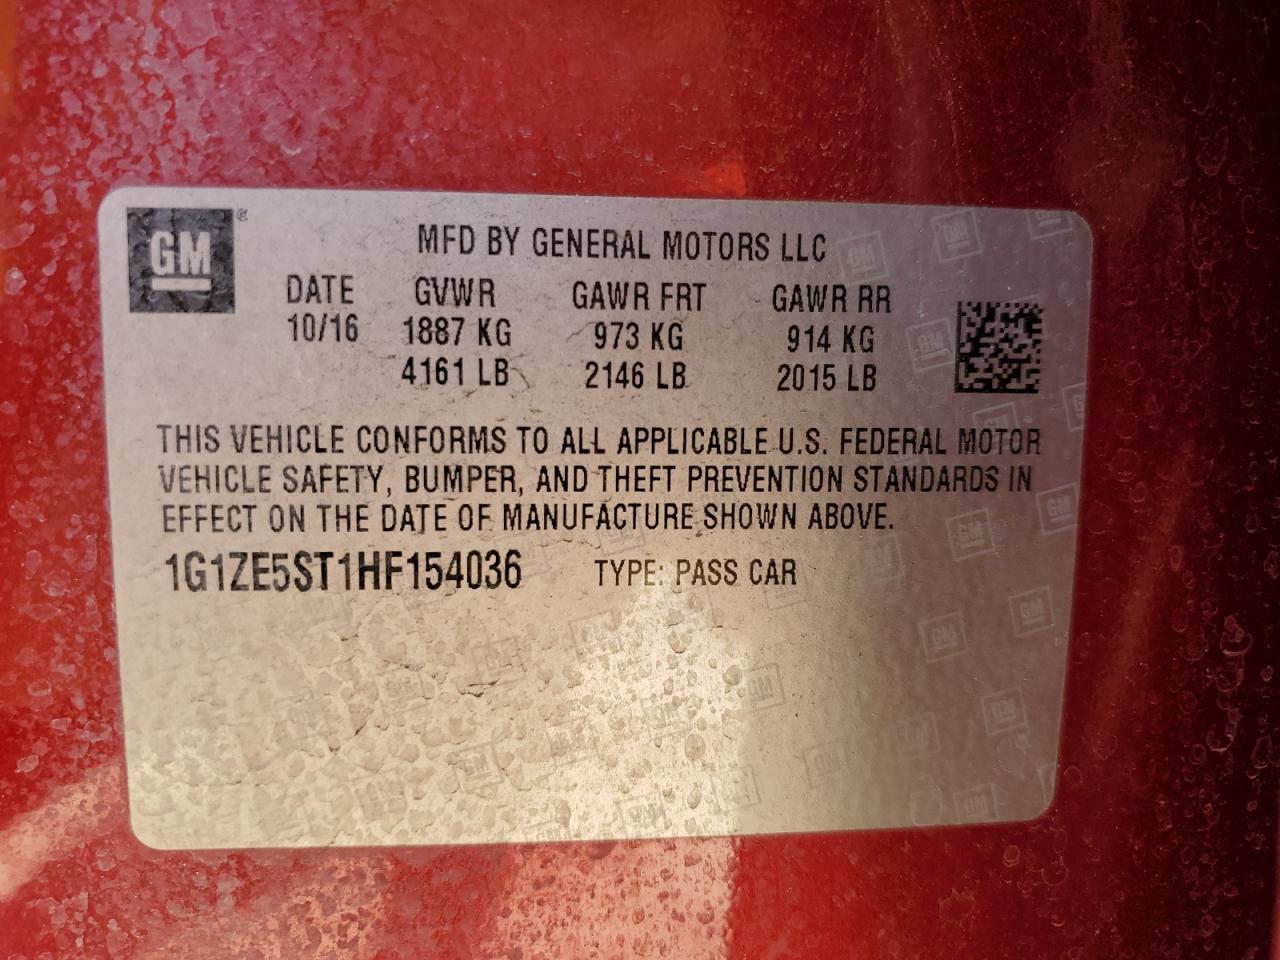 GM
MFD BY GENERAL MOTORS LLC
DATE GVWR GAWR FRT GAWR RR
10/16 1887 KG 973 KG 914 KG
4161 LB 2146 LB 2015 LB
THIS VEHICLE CONFORMS TO ALL APPLICABLE U.S. FEDERAL MOTOR
VEHICLE SAFETY, BUMPER, AND THEFT PREVENTION STANDARDS IN
EFFECT ON THE DATE OF MANUFACTURE SHOWN ABOVE.
1G1ZE5ST1HF154036 TYPE: PASS CAR